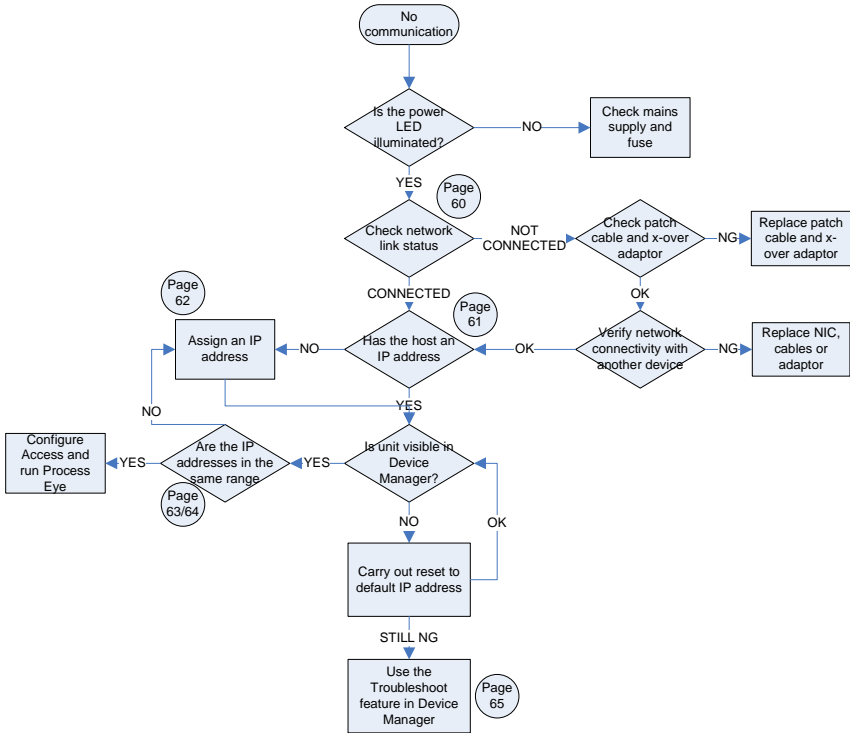 No
communication
Is the power
LED
illuminated?
NO
Check mains
supply and
fuse
YES
Page
60
Check network
link status
NOT
CONNECTED
Check patch
cable and x-over
adaptor
NG
Replace patch
cable and x-
over adaptor
CONNECTED
OK
Page
62
Page
61
Assign an IP
address
NO
Has the host an
IP address
OK
Verify network
connectivity with
another device
NG
Replace NIC,
cables or
adaptor
YES
NO
Configure
Access and
run Process
Eye
YES
Are the IP
addresses in the
same range
YES
Is unit visible in
Device
Manager?
Page
63/64
NO
OK
Carry out reset to
default IP address
STILL NG
Use the
Troubleshoot
feature in Device
Manager
Page
65